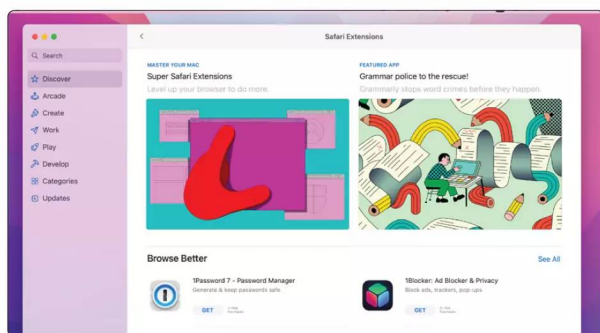 Safari Extensions
Search
Discover
Arcade
Create
Work
Play
Develop
Categories
Updates
MASTER YOUR MAC
Super Safari Extensions
Level up your browser to do more.
FEATURED APP
Grammar police to the rescue!
Grammarly stops word crimes before they happen.
Browse Better
See All
1Password 7 - Password Manager
Generate & keep passwords safe
GET
1Blocker: Ad Blocker & Privacy
Block ads, trackers, pop ups
GET